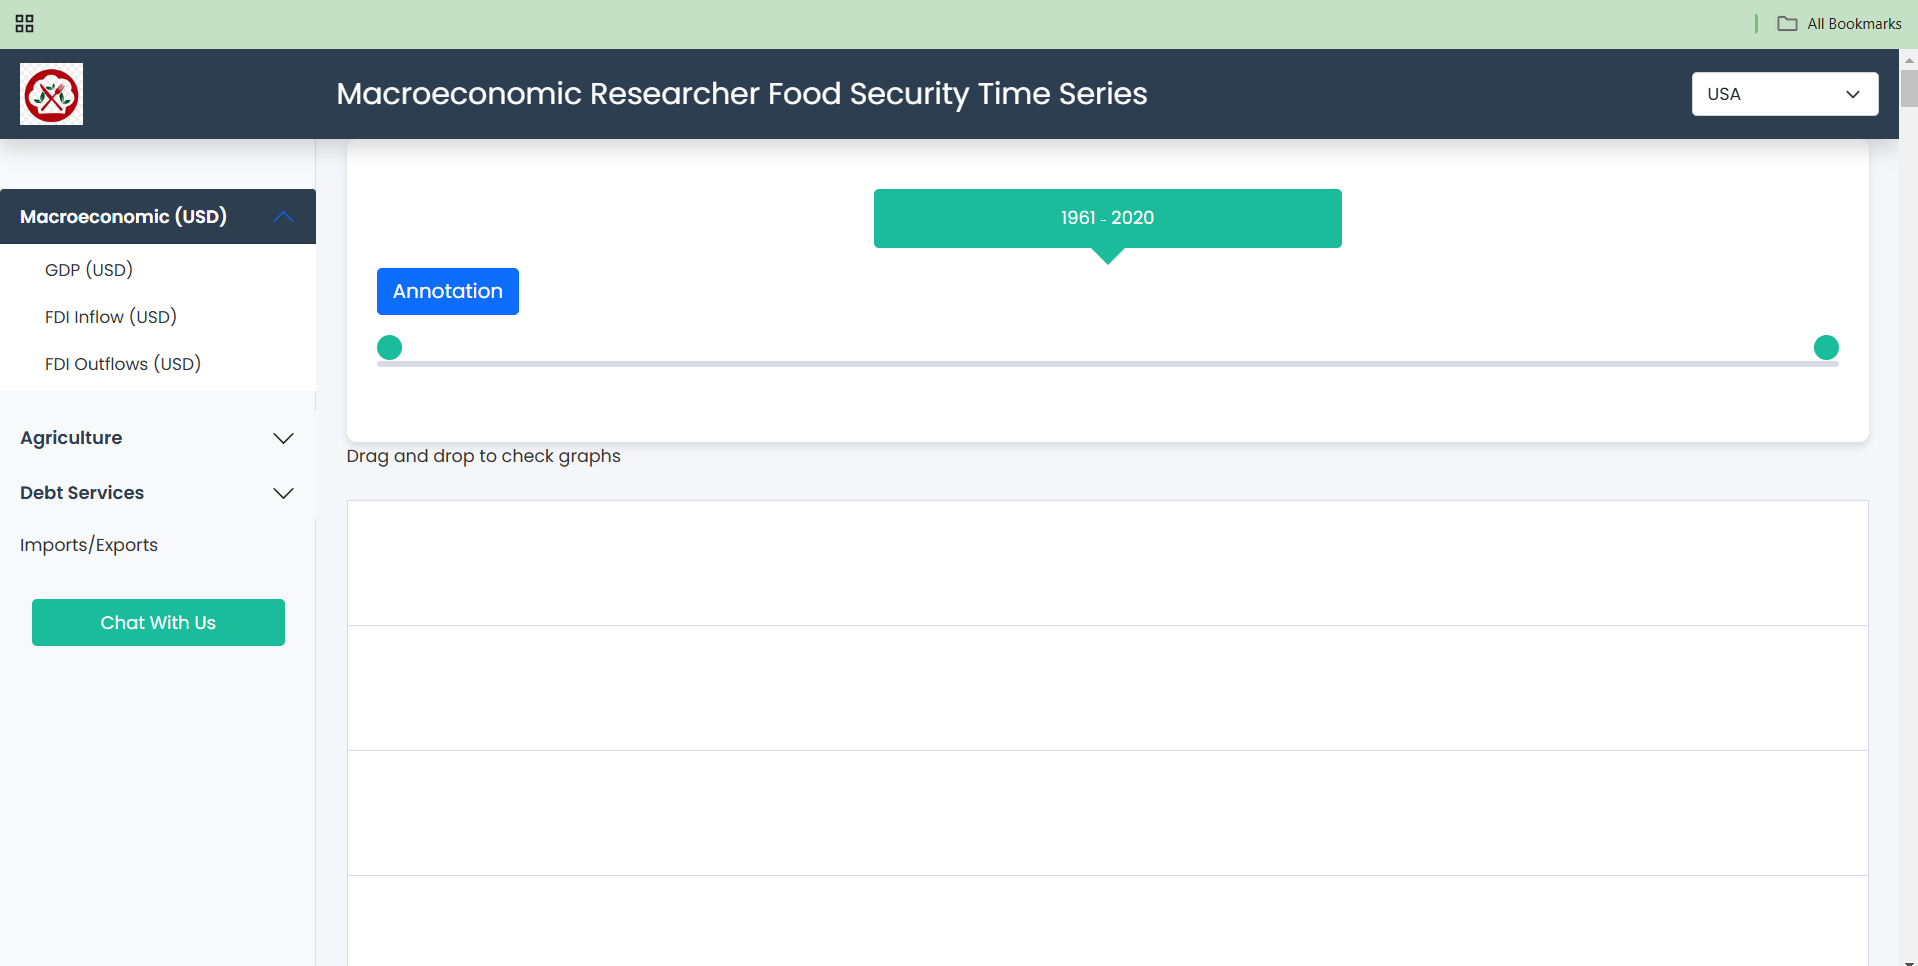 All Bookmarks
Macroeconomic Researcher Food Security Time Series
USA
Macroeconomic (USD)
GDP (USD)
FDI Inflow (USD)
FDI Outflows (USD)
Agriculture
Debt Services
Imports/Exports
Chat With Us
1961 - 2020
Annotation
Drag and drop to check graphs